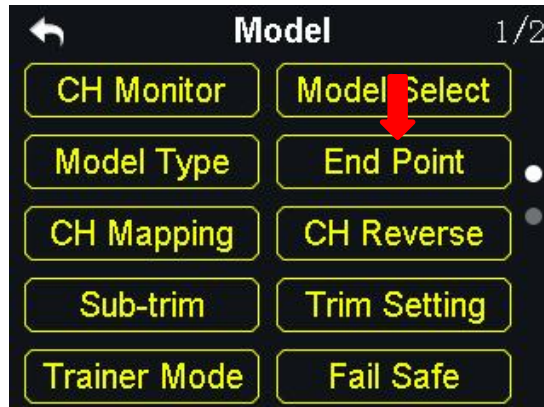 Model 1/2
CH Monitor Model Select
Model Type End Point
CH Mapping CH Reverse
Sub-trim Trim Setting
Trainer Mode Fail Safe